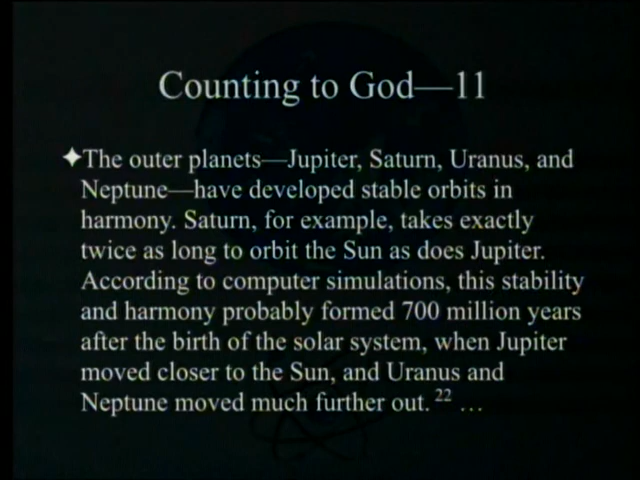 Counting to God—11
✦The outer planets—Jupiter, Saturn, Uranus, and
Neptune—have developed stable orbits in
harmony. Saturn, for example, takes exactly
twice as long to orbit the Sun as does Jupiter.
According to computer simulations, this stability
and harmony probably formed 700 million years
after the birth of the solar system, when Jupiter
moved closer to the Sun, and Uranus and
Neptune moved much further out. 22 …